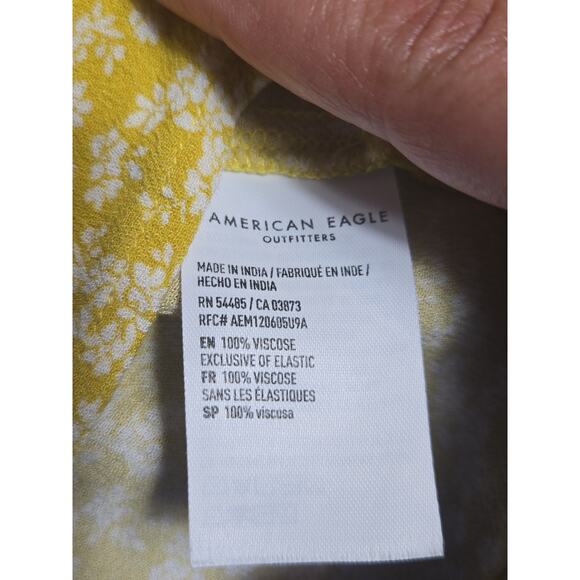 AMERICAN EAGLE
OUTFITTERS
MADE IN INDIA / FABRIQUÉ EN INDE /
HECHO EN INDIA
RN 54485 / CA 03873
RFC# AEM120605U9A
EN 100% VISCOSE
EXCLUSIVE OF ELASTIC
FR 100% VISCOSE
SANS LES ÉLASTIQUES
SP 100% viscosa